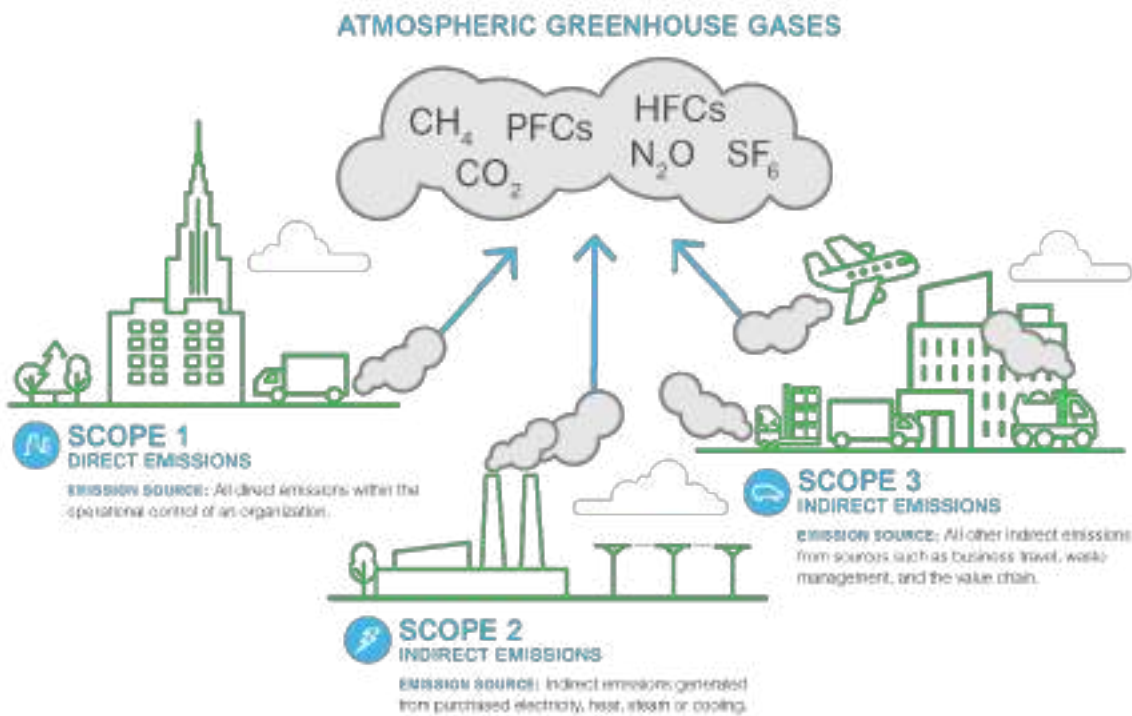 ATMOSPHERIC GREENHOUSE GASES
CH₄ PFCs HFCs
CO₂ N₂O SF₆
SCOPE 1
DIRECT EMISSIONS
EMISSION SOURCE: All direct emissions within the
operational control of an organization.
SCOPE 2
INDIRECT EMISSIONS
EMISSION SOURCE: Indirect emissions generated
from purchased electricity, heat, steam or cooling.
SCOPE 3
INDIRECT EMISSIONS
EMISSION SOURCE: All other indirect emissions
from sources such as business travel, waste
management, and the value chain.